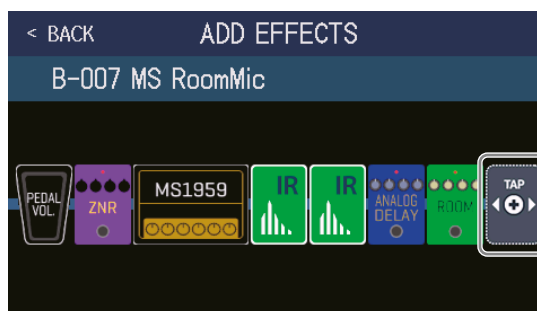 < BACK
ADD EFFECTS
B-007 MS RoomMic
PEDAL
VOL.
ZNR
MS1959
IR
IR
ANALOG
DELAY
ROOM
TAP